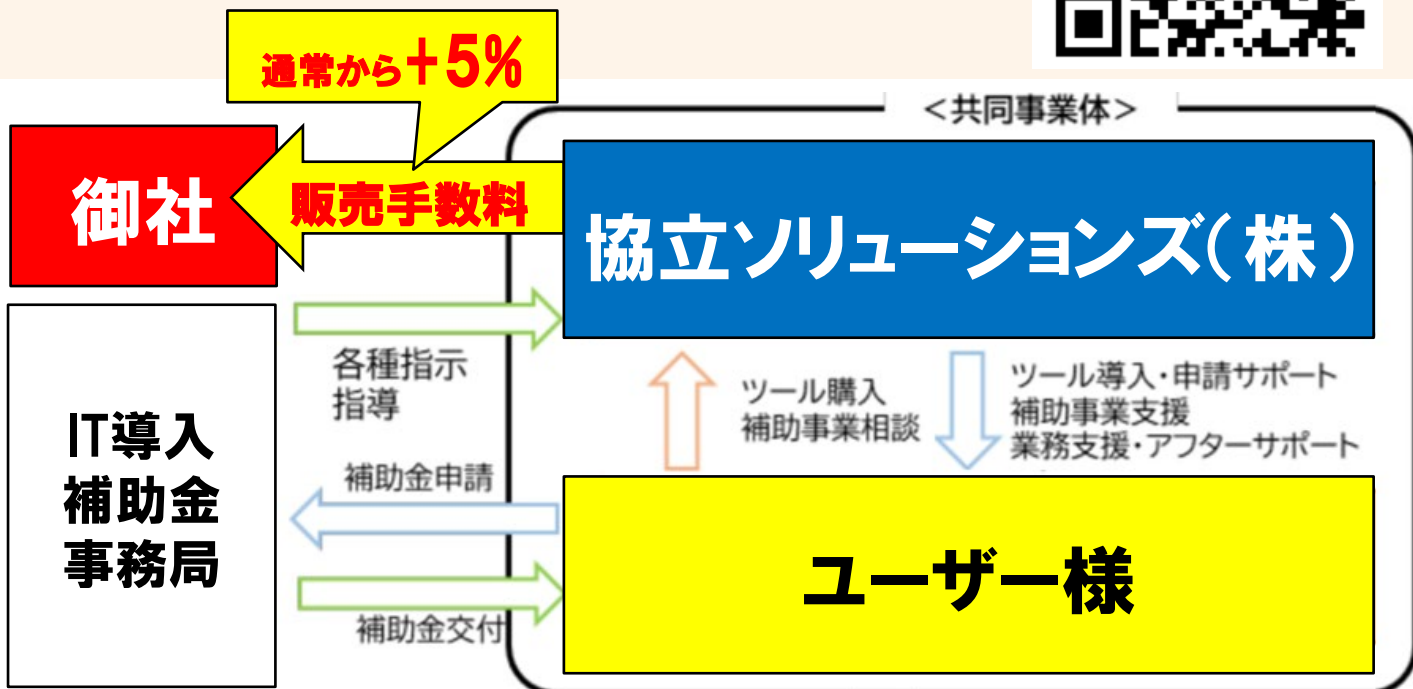 通常から+5%
<共同事業体>
御社
販売手数料
協立ソリューションズ(株)
各種指示
指導
ツール購入
補助事業相談
ツール導入・申請サポート
補助事業支援
業務支援・アフターサポート
IT導入
補助金
事務局
補助金申請
補助金交付
ユーザー様